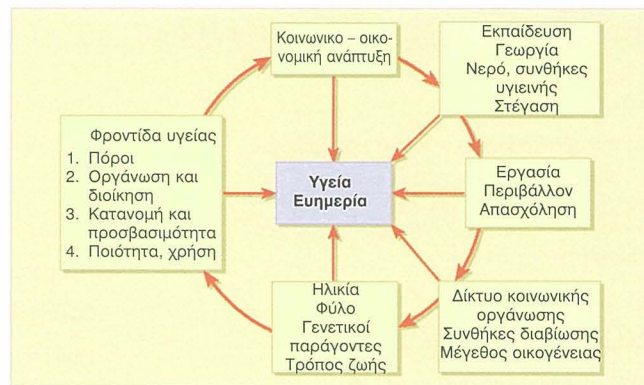 Κοινωνικο – οικο-
νομική ανάπτυξη
Εκπαίδευση
Γεωργία
Νερό, συνθήκες
υγιεινής
Στέγαση
Φροντίδα υγείας
1. Πόροι
2. Οργάνωση και
διοίκηση
3. Κατανομή και
προσβασιμότητα
4. Ποιότητα, χρήση
Υγεία
Ευημερία
Εργασία
Περιβάλλον
Απασχόληση
Ηλικία
Φύλο
Γενετικοί
παράγοντες
Τρόπος ζωής
Δίκτυο κοινωνικής
οργάνωσης
Συνθήκες διαβίωσης
Μέγεθος οικογένειας